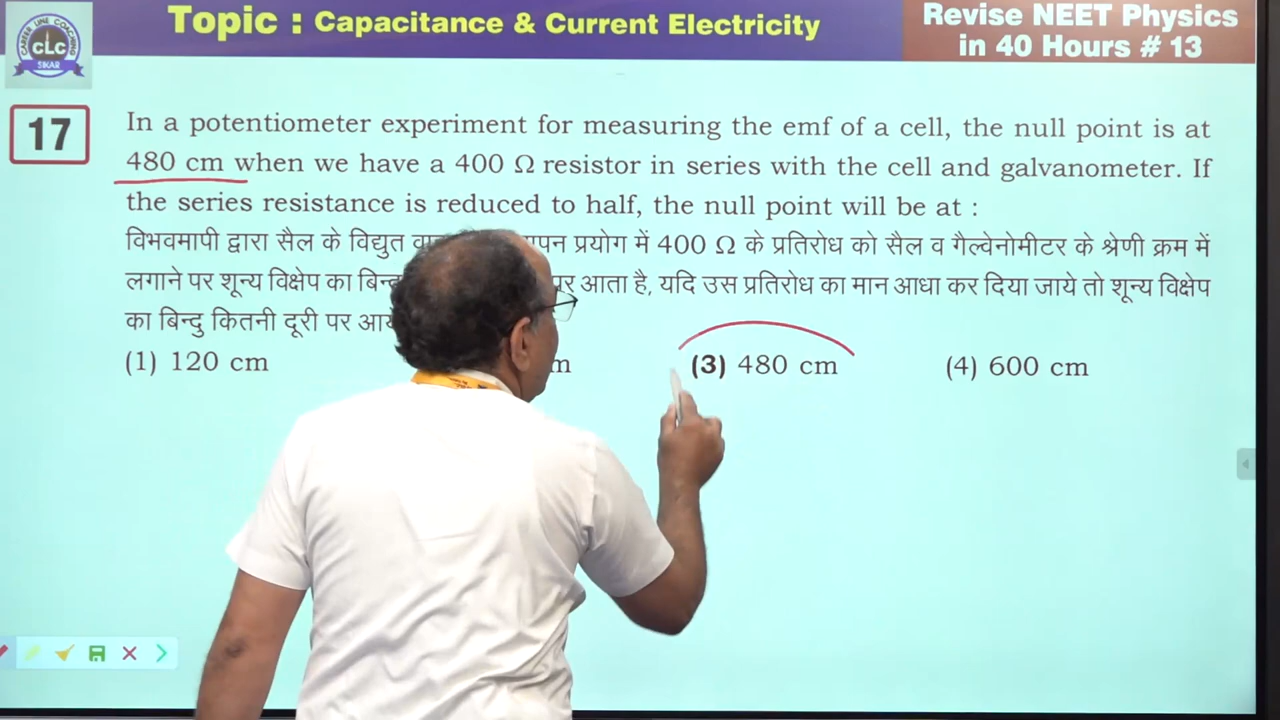 Topic : Capacitance & Current Electricity
Revise NEET Physics
in 40 Hours # 13
CAREER LINE COACHING
CLC
SIKAR
17
In a potentiometer experiment for measuring the emf of a cell, the null point is at
480 cm when we have a 400 Ω resistor in series with the cell and galvanometer. If
the series resistance is reduced to half, the null point will be at :
विभवमापी द्वारा सैल के विद्युत प्रयोग में 400 Ω के प्रतिरोध को सैल व गैल्वेनोमीटर के श्रेणी क्रम में
लगाने पर शून्य विक्षेप का पर आता है, यदि उस प्रतिरोध का मान आधा कर दिया जाये तो शून्य विक्षेप
का बिन्दु कितनी दूरी पर
(1) 120 cm (3) 480 cm (4) 600 cm